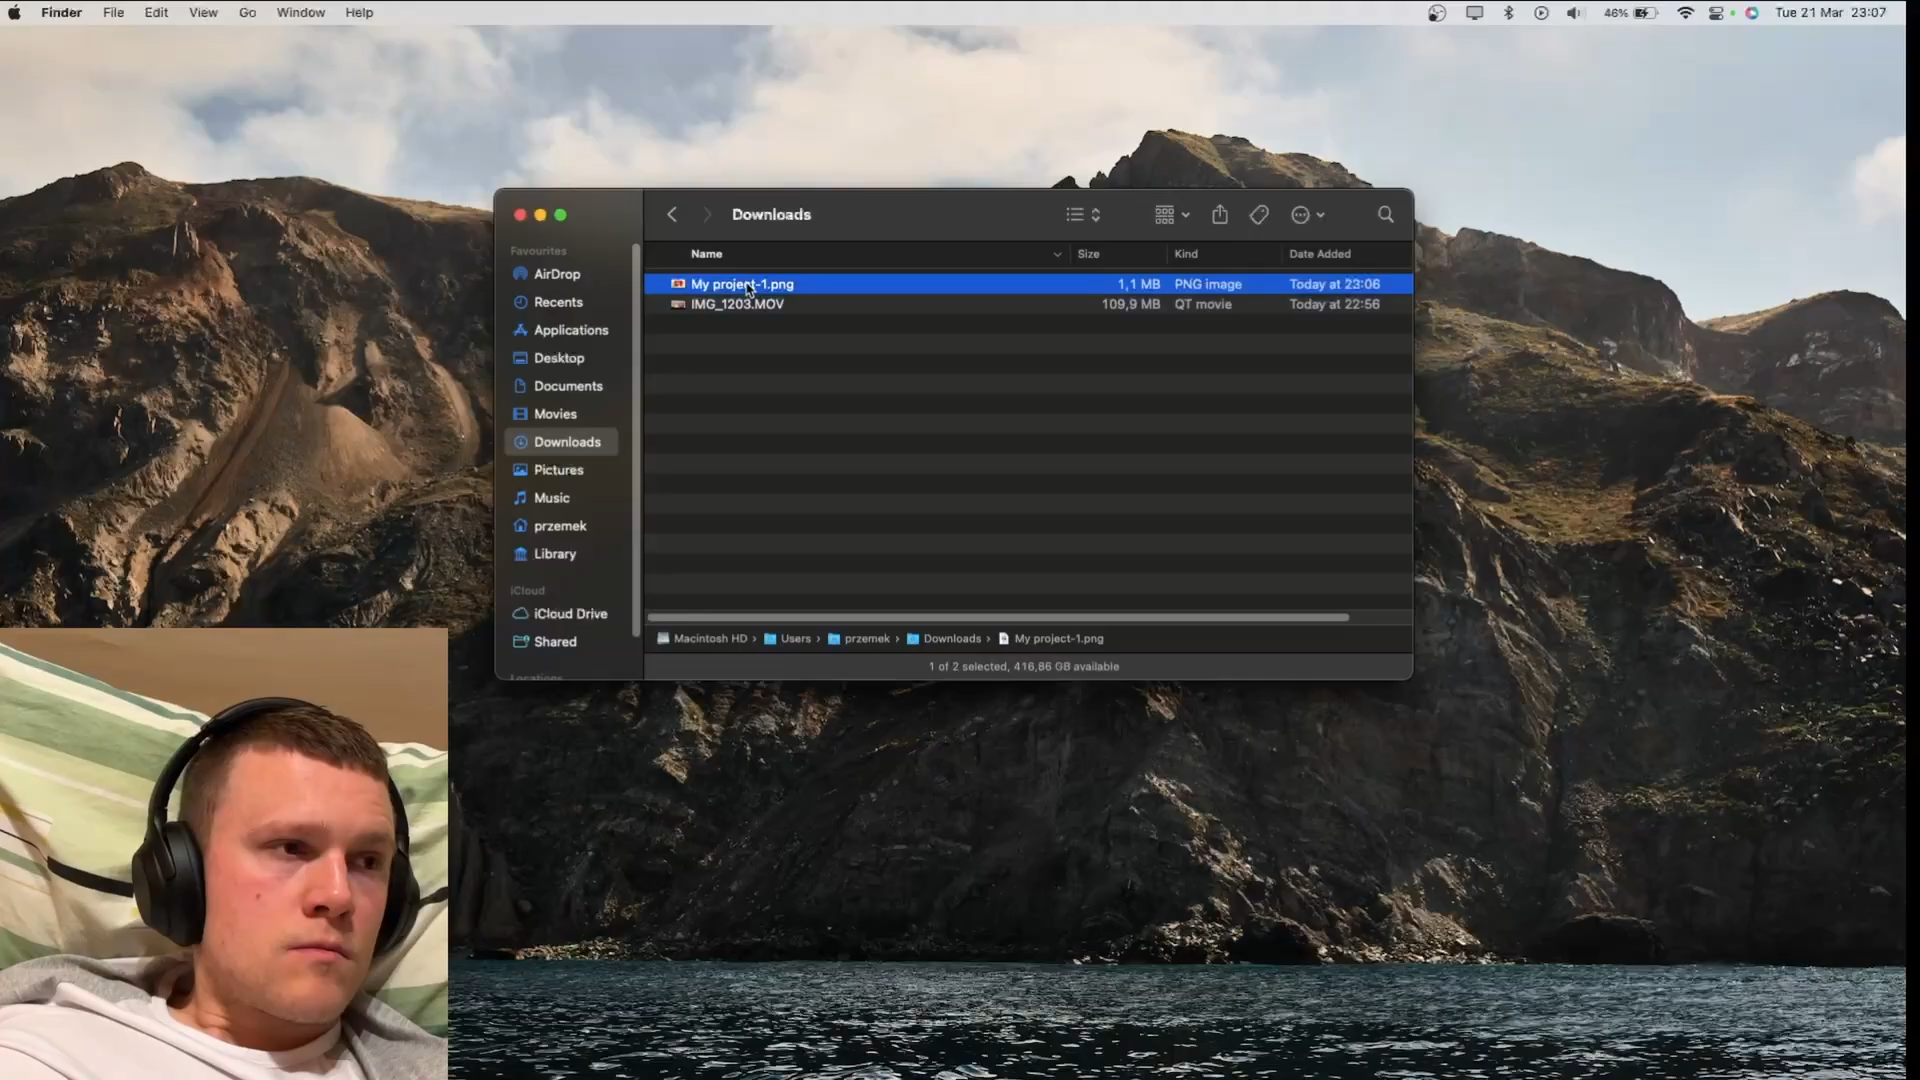 Finder File Edit View Go Window Help 46% Tue 21 Mar 23:07
Downloads
Favourites
AirDrop
Recents
Applications
Desktop
Documents
Movies
Downloads
Pictures
Music
przemek
Library
iCloud
iCloud Drive
Shared
Locations
Name Size Kind Date Added
My project-1.png 1,1 MB PNG image Today at 23:06
IMG_1203.MOV 109,9 MB QT movie Today at 22:56
Macintosh HD › Users › przemek › Downloads › My project-1.png
1 of 2 selected, 416,86 GB available